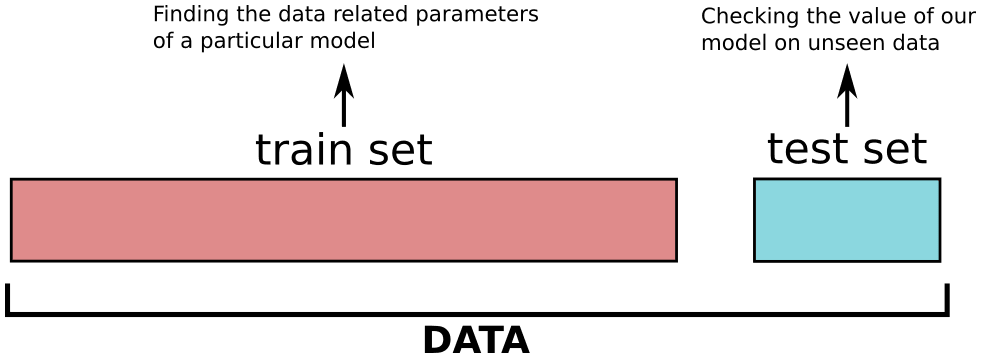 Finding the data related parameters
of a particular model
Checking the value of our
model on unseen data
train set
test set
DATA